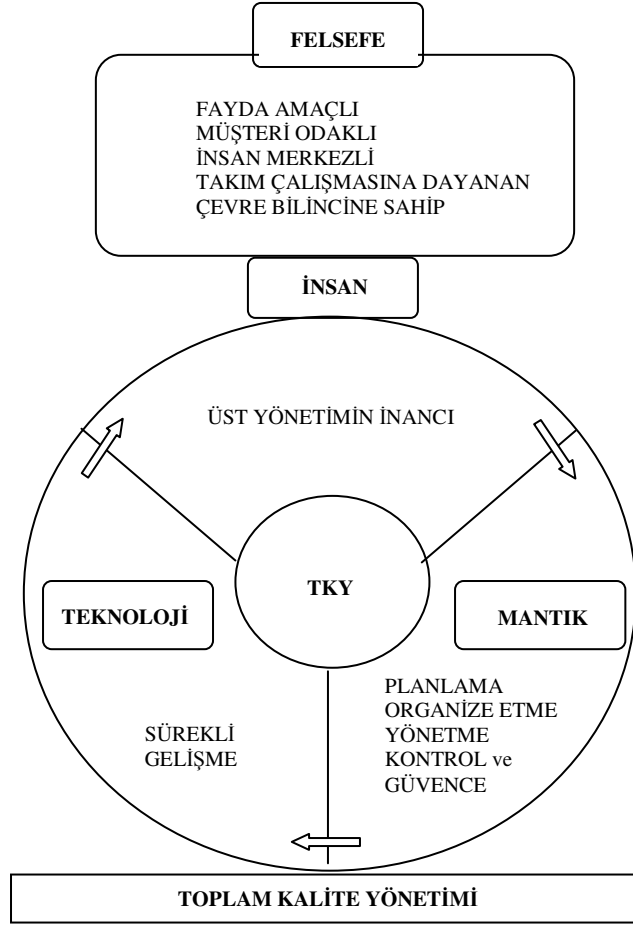 FELSEFE
FAYDA AMAÇLI
MÜŞTERİ ODAKLI
İNSAN MERKEZLİ
TAKIM ÇALIŞMASINA DAYANAN
ÇEVRE BİLİNCİNE SAHİP
İNSAN
ÜST YÖNETİMİN İNANCI
TKY
TEKNOLOJİ
MANTIK
SÜREKLİ
GELİŞME
PLANLAMA
ORGANİZE ETME
YÖNETME
KONTROL ve
GÜVENCE
TOPLAM KALİTE YÖNETİMİ